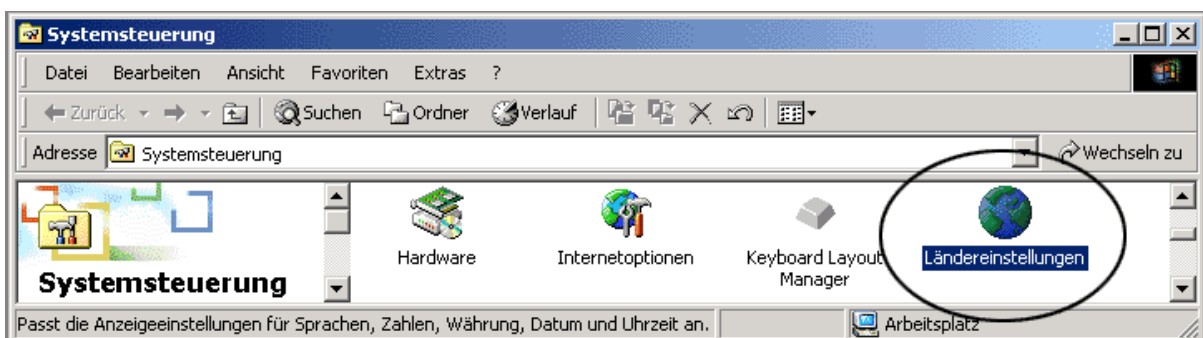 Systemsteuerung
Datei Bearbeiten Ansicht Favoriten Extras ?
Zurück Suchen Ordner Verlauf
Adresse Systemsteuerung Wechseln zu
Systemsteuerung
Hardware Internetoptionen Keyboard Layout Ländereinstellungen
Manager
Passt die Anzeigeeinstellungen für Sprachen, Zahlen, Währung, Datum und Uhrzeit an. Arbeitsplatz